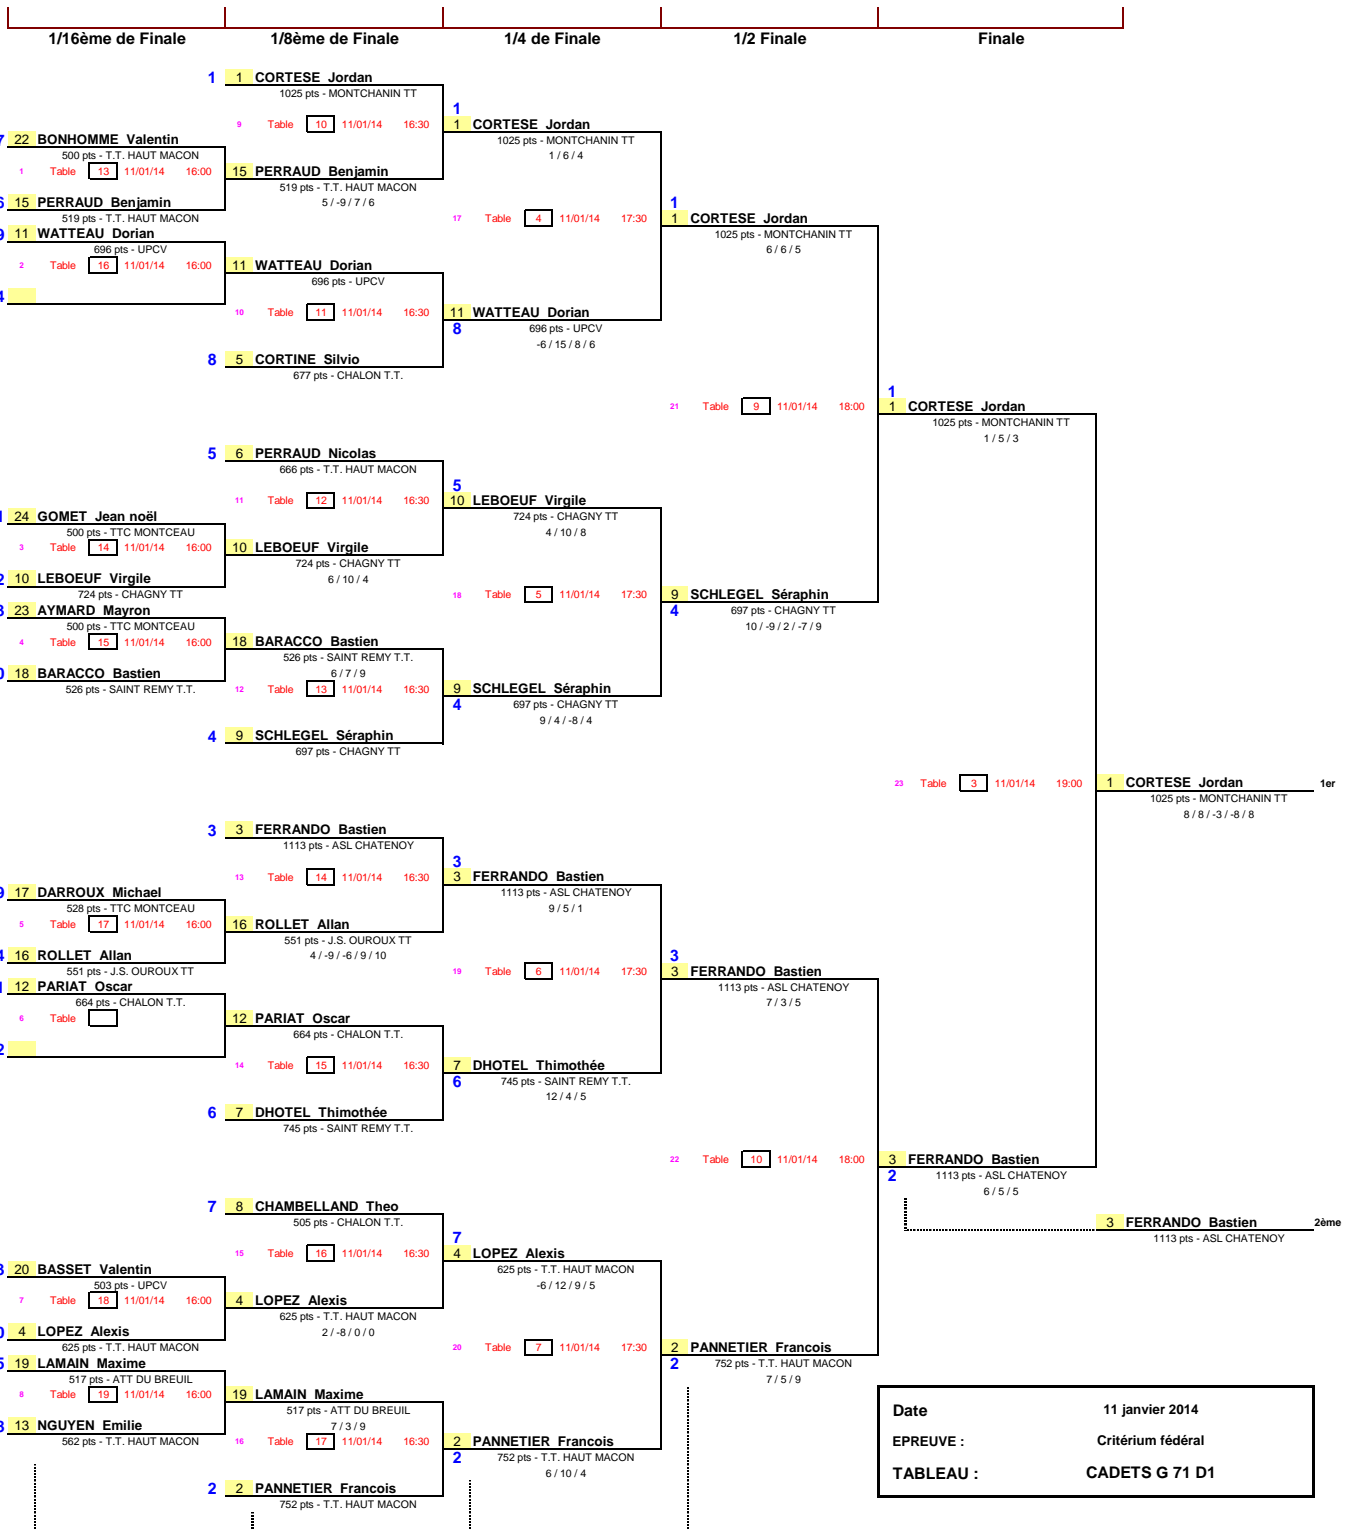 1/16ème de Finale 1/8ème de Finale 1/4 de Finale 1/2 Finale Finale
1 1 CORTESE Jordan
1025 pts - MONTCHANIN TT
1
9 Table 10 11/01/14 16:30 1 CORTESE Jordan
7 22 BONHOMME Valentin 1025 pts - MONTCHANIN TT
500 pts - T.T. HAUT MACON 1 / 6 / 4
1 Table 13 11/01/14 16:00 15 PERRAUD Benjamin
519 pts - T.T. HAUT MACON
6 15 PERRAUD Benjamin 5 / -9 / 7 / 6 1
519 pts - T.T. HAUT MACON 17 Table 4 11/01/14 17:30 1 CORTESE Jordan
9 11 WATTEAU Dorian 1025 pts - MONTCHANIN TT
696 pts - UPCV 6 / 6 / 5
2 Table 16 11/01/14 16:00 11 WATTEAU Dorian
696 pts - UPCV
4
10 Table 11 11/01/14 16:30 11 WATTEAU Dorian
8 696 pts - UPCV
-6 / 15 / 8 / 6
8 5 CORTINE Silvio
677 pts - CHALON T.T.
1
21 Table 9 11/01/14 18:00 1 CORTESE Jordan
1025 pts - MONTCHANIN TT
1 / 5 / 3
5 6 PERRAUD Nicolas
666 pts - T.T. HAUT MACON
5
11 Table 12 11/01/14 16:30 10 LEBOEUF Virgile
24 GOMET Jean noël 724 pts - CHAGNY TT
500 pts - TTC MONTCEAU 4 / 10 / 8
3 Table 14 11/01/14 16:00 10 LEBOEUF Virgile
724 pts - CHAGNY TT
2 10 LEBOEUF Virgile 6 / 10 / 4
724 pts - CHAGNY TT 18 Table 5 11/01/14 17:30 9 SCHLEGEL Séraphin
3 23 AYMARD Mayron 4 697 pts - CHAGNY TT
500 pts - TTC MONTCEAU 10 / -9 / 2 / -7 / 9
4 Table 15 11/01/14 16:00 18 BARACCO Bastien
526 pts - SAINT REMY T.T.
0 18 BARACCO Bastien 6 / 7 / 9
526 pts - SAINT REMY T.T. 12 Table 13 11/01/14 16:30 9 SCHLEGEL Séraphin
4 697 pts - CHAGNY TT
9 / 4 / -8 / 4
4 9 SCHLEGEL Séraphin
697 pts - CHAGNY TT
23 Table 3 11/01/14 19:00 1 CORTESE Jordan 1er
1025 pts - MONTCHANIN TT
8 / 8 / -3 / -8 / 8
3 3 FERRANDO Bastien
1113 pts - ASL CHATENOY
3
13 Table 14 11/01/14 16:30 3 FERRANDO Bastien
9 17 DARROUX Michael 1113 pts - ASL CHATENOY
528 pts - TTC MONTCEAU 9 / 5 / 1
5 Table 17 11/01/14 16:00 16 ROLLET Allan
551 pts - J.S. OUROUX TT
4 16 ROLLET Allan 4 / -9 / -6 / 9 / 10 3
551 pts - J.S. OUROUX TT 19 Table 6 11/01/14 17:30 3 FERRANDO Bastien
12 PARIAT Oscar 1113 pts - ASL CHATENOY
664 pts - CHALON T.T. 7 / 3 / 5
6 Table 12 PARIAT Oscar
664 pts - CHALON T.T.
2
14 Table 15 11/01/14 16:30 7 DHOTEL Thimothée
6 745 pts - SAINT REMY T.T.
12 / 4 / 5
6 7 DHOTEL Thimothée
745 pts - SAINT REMY T.T.
22 Table 10 11/01/14 18:00 3 FERRANDO Bastien
2 1113 pts - ASL CHATENOY
6 / 5 / 5
7 8 CHAMBELLAND Theo
505 pts - CHALON T.T. 3 FERRANDO Bastien 2ème
7 1113 pts - ASL CHATENOY
15 Table 16 11/01/14 16:30 4 LOPEZ Alexis
3 20 BASSET Valentin 625 pts - T.T. HAUT MACON
503 pts - UPCV -6 / 12 / 9 / 5
7 Table 18 11/01/14 16:00 4 LOPEZ Alexis
625 pts - T.T. HAUT MACON
0 4 LOPEZ Alexis 2 / -8 / 0 / 0
625 pts - T.T. HAUT MACON 20 Table 7 11/01/14 17:30 2 PANNETIER Francois
5 19 LAMAIN Maxime 2 752 pts - T.T. HAUT MACON
517 pts - ATT DU BREUIL 7 / 5 / 9
8 Table 19 11/01/14 16:00 19 LAMAIN Maxime
517 pts - ATT DU BREUIL Date 11 janvier 2014
3 13 NGUYEN Emilie 7 / 3 / 9
562 pts - T.T. HAUT MACON 16 Table 17 11/01/14 16:30 2 PANNETIER Francois EPREUVE : Critérium fédéral
2 752 pts - T.T. HAUT MACON
6 / 10 / 4 TABLEAU : CADETS G 71 D1
2 2 PANNETIER Francois
752 pts - T.T. HAUT MACON